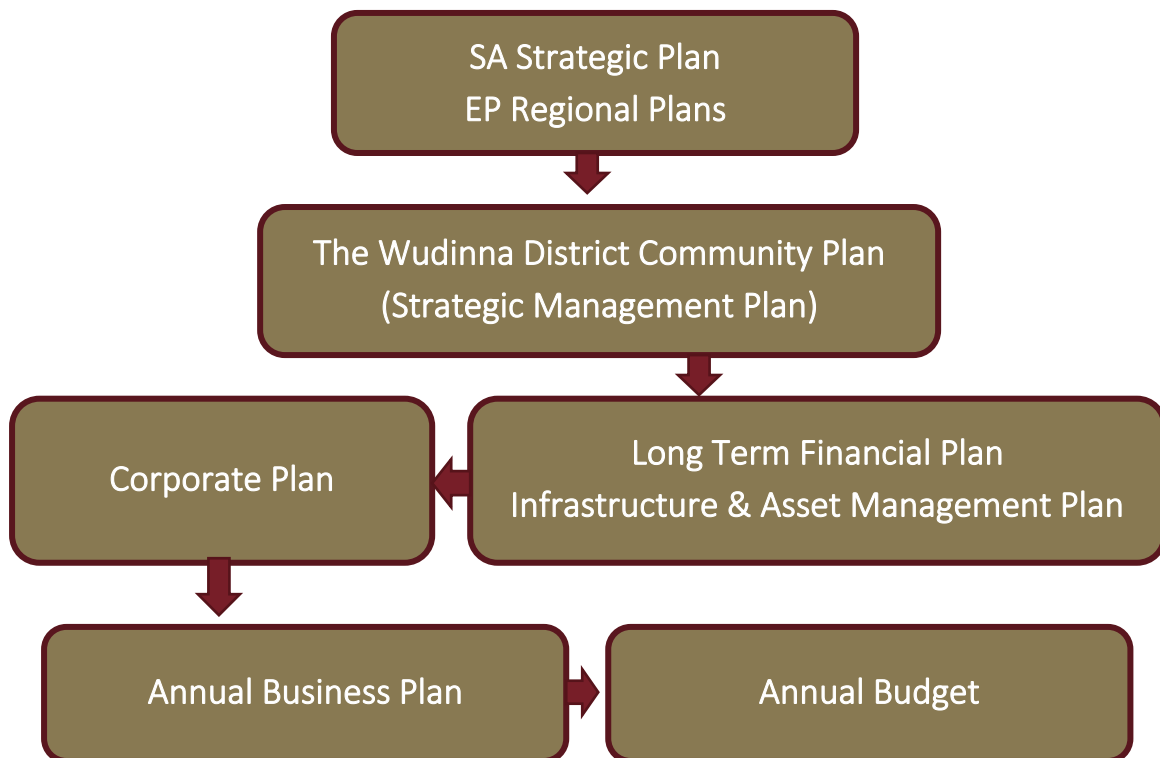 SA Strategic Plan
EP Regional Plans
The Wudinna District Community Plan
(Strategic Management Plan)
Corporate Plan
Long Term Financial Plan
Infrastructure & Asset Management Plan
Annual Business Plan
Annual Budget